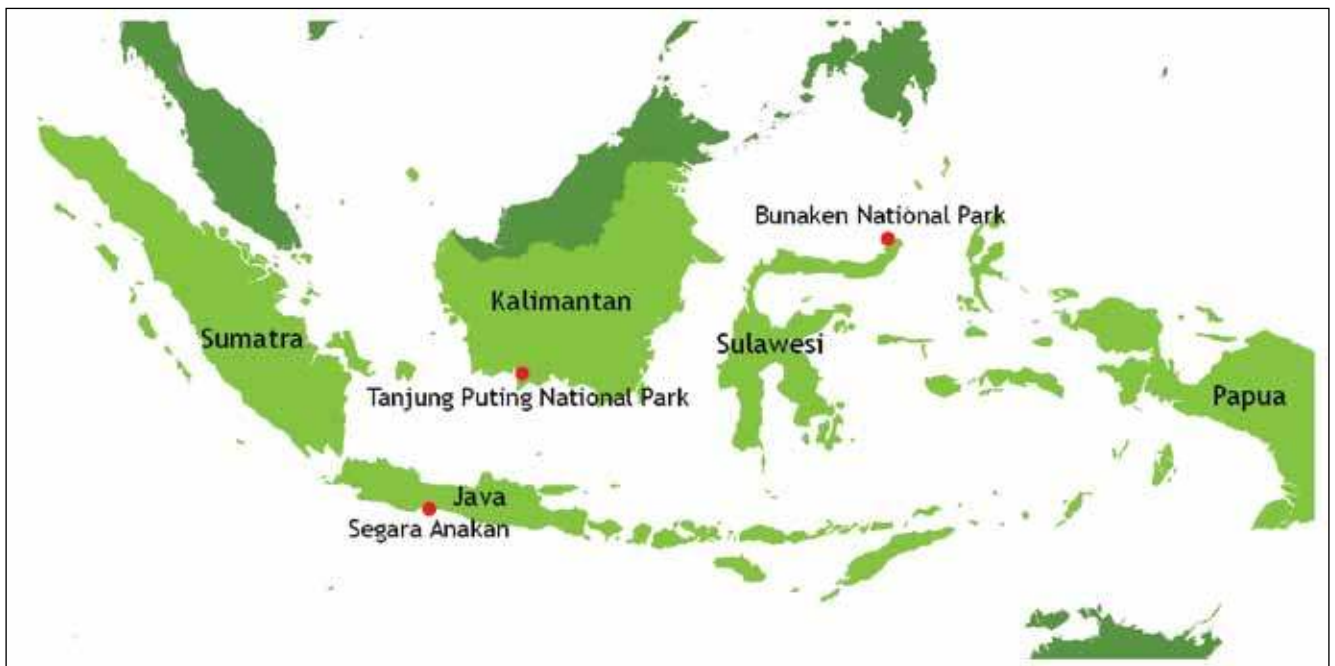 Bunaken National Park
Kalimantan
Sumatra
Sulawesi
Tanjung Puting National Park
Papua
Java
Segara Anakan